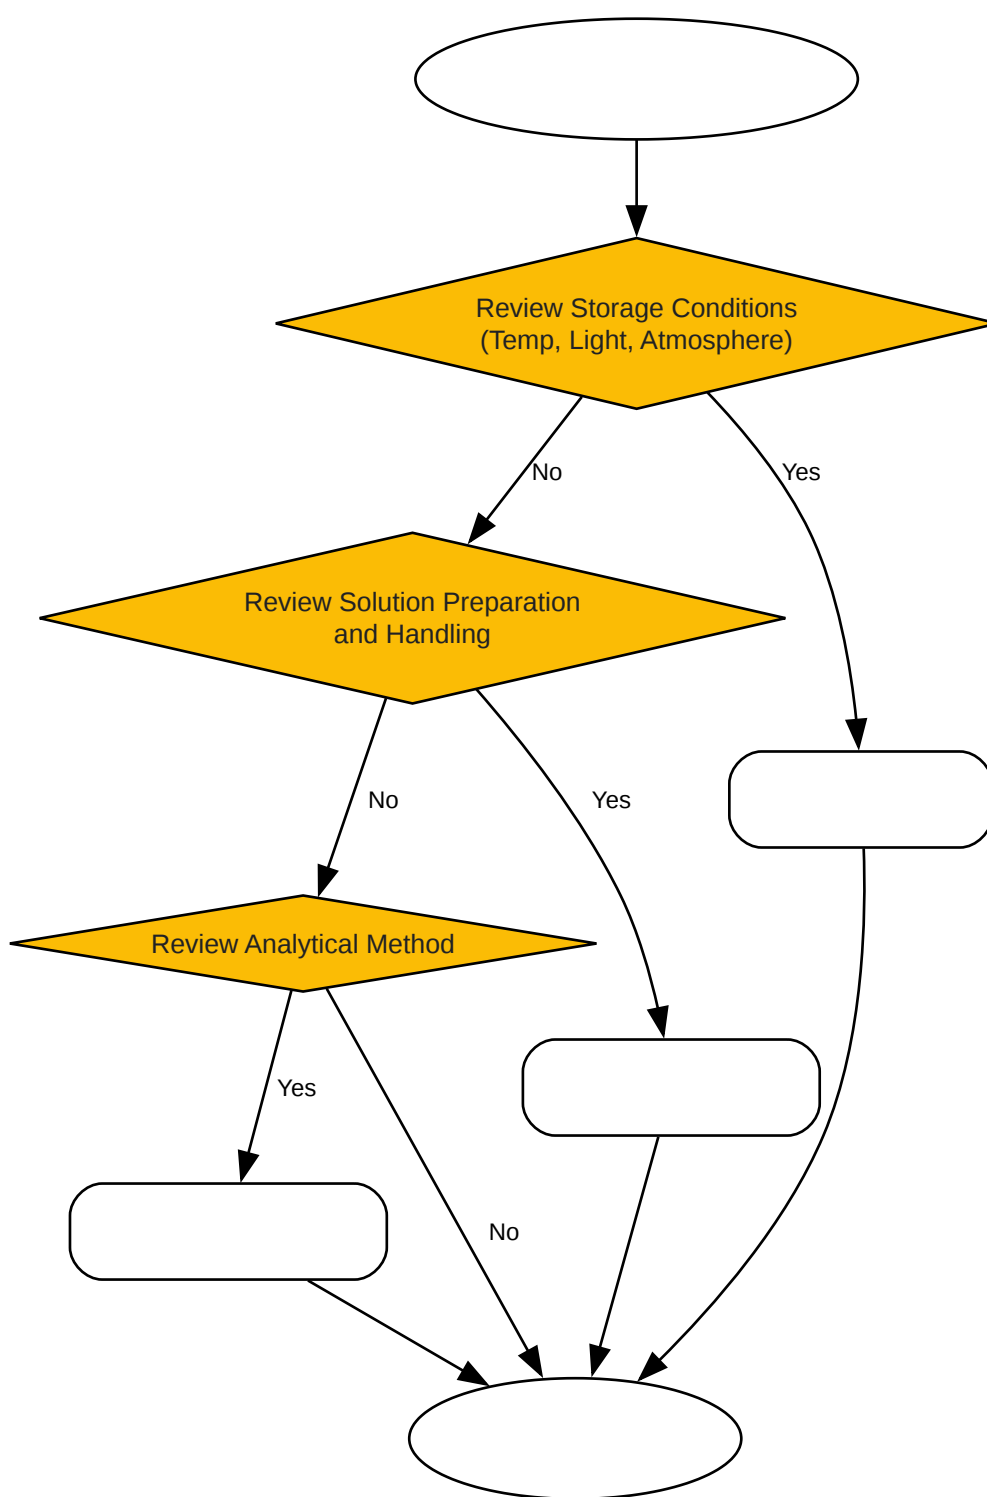 Review Storage Conditions
(Temp, Light, Atmosphere)
No
Yes
Review Solution Preparation
and Handling
No
Yes
Review Analytical Method
Yes
No